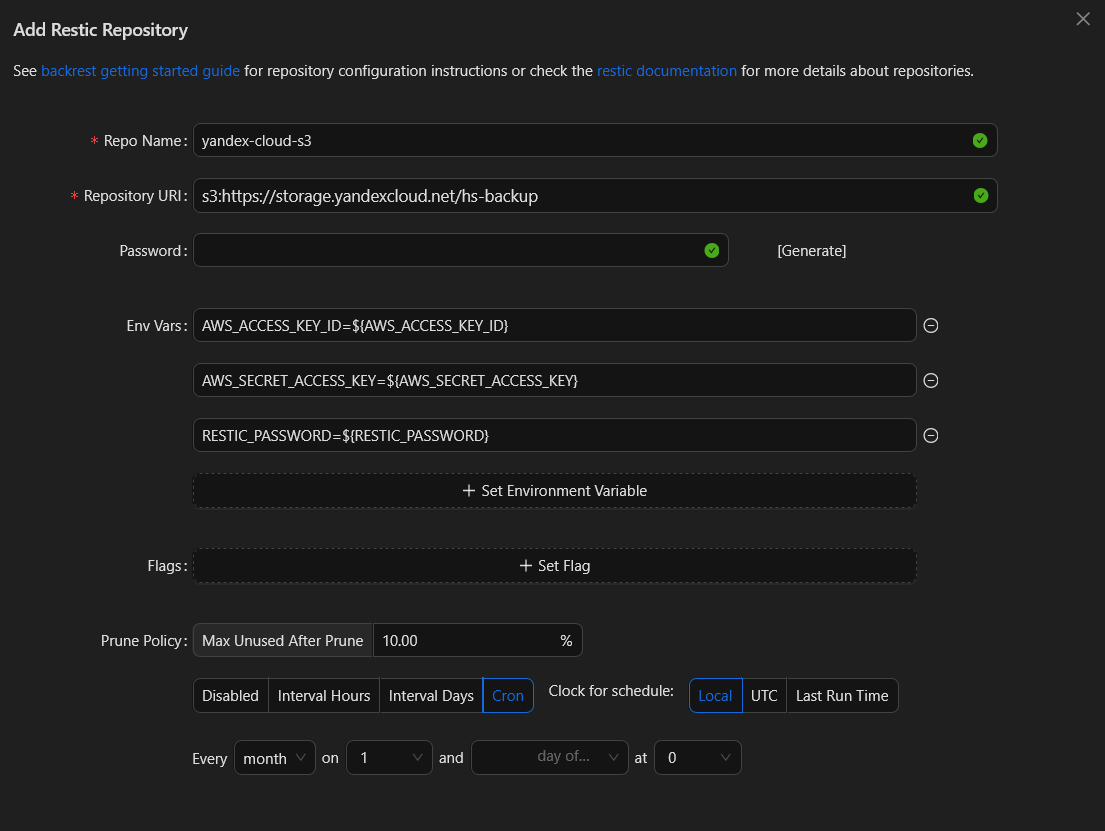 Add Restic Repository
See backrest getting started guide for repository configuration instructions or check the restic documentation for more details about repositories.
* Repo Name: yandex-cloud-s3
* Repository URI: s3:https://storage.yandexcloud.net/hs-backup
Password: [Generate]
Env Vars: AWS_ACCESS_KEY_ID=${AWS_ACCESS_KEY_ID}
AWS_SECRET_ACCESS_KEY=${AWS_SECRET_ACCESS_KEY}
RESTIC_PASSWORD=${RESTIC_PASSWORD}
+ Set Environment Variable
Flags: + Set Flag
Prune Policy: Max Unused After Prune 10.00 %
Disabled Interval Hours Interval Days Cron Clock for schedule: Local UTC Last Run Time
Every month on 1 and day of... at 0